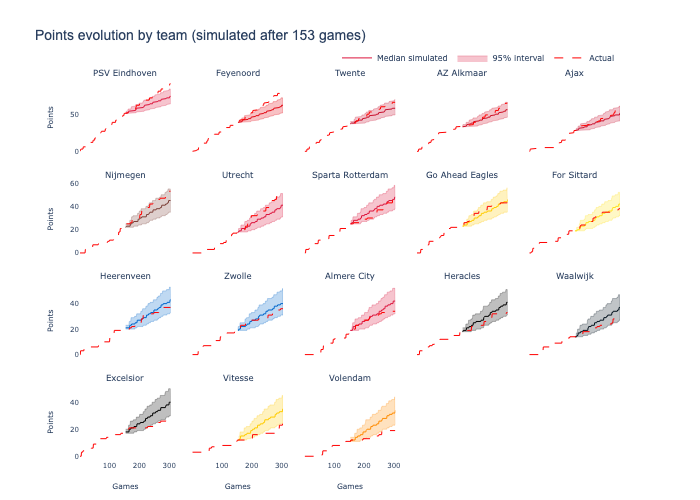 Points evolution by team (simulated after 153 games)
Median simulated 95% interval Actual
PSV Eindhoven Feyenoord Twente AZ Alkmaar Ajax
Points
50
0
Nijmegen Utrecht Sparta Rotterdam Go Ahead Eagles For Sittard
Points
60
40
20
0
Heerenveen Zwolle Almere City Heracles Waalwijk
Points
40
20
0
Excelsior Vitesse Volendam
Points
40
20
0
100 200 300 100 200 300 100 200 300
Games Games Games